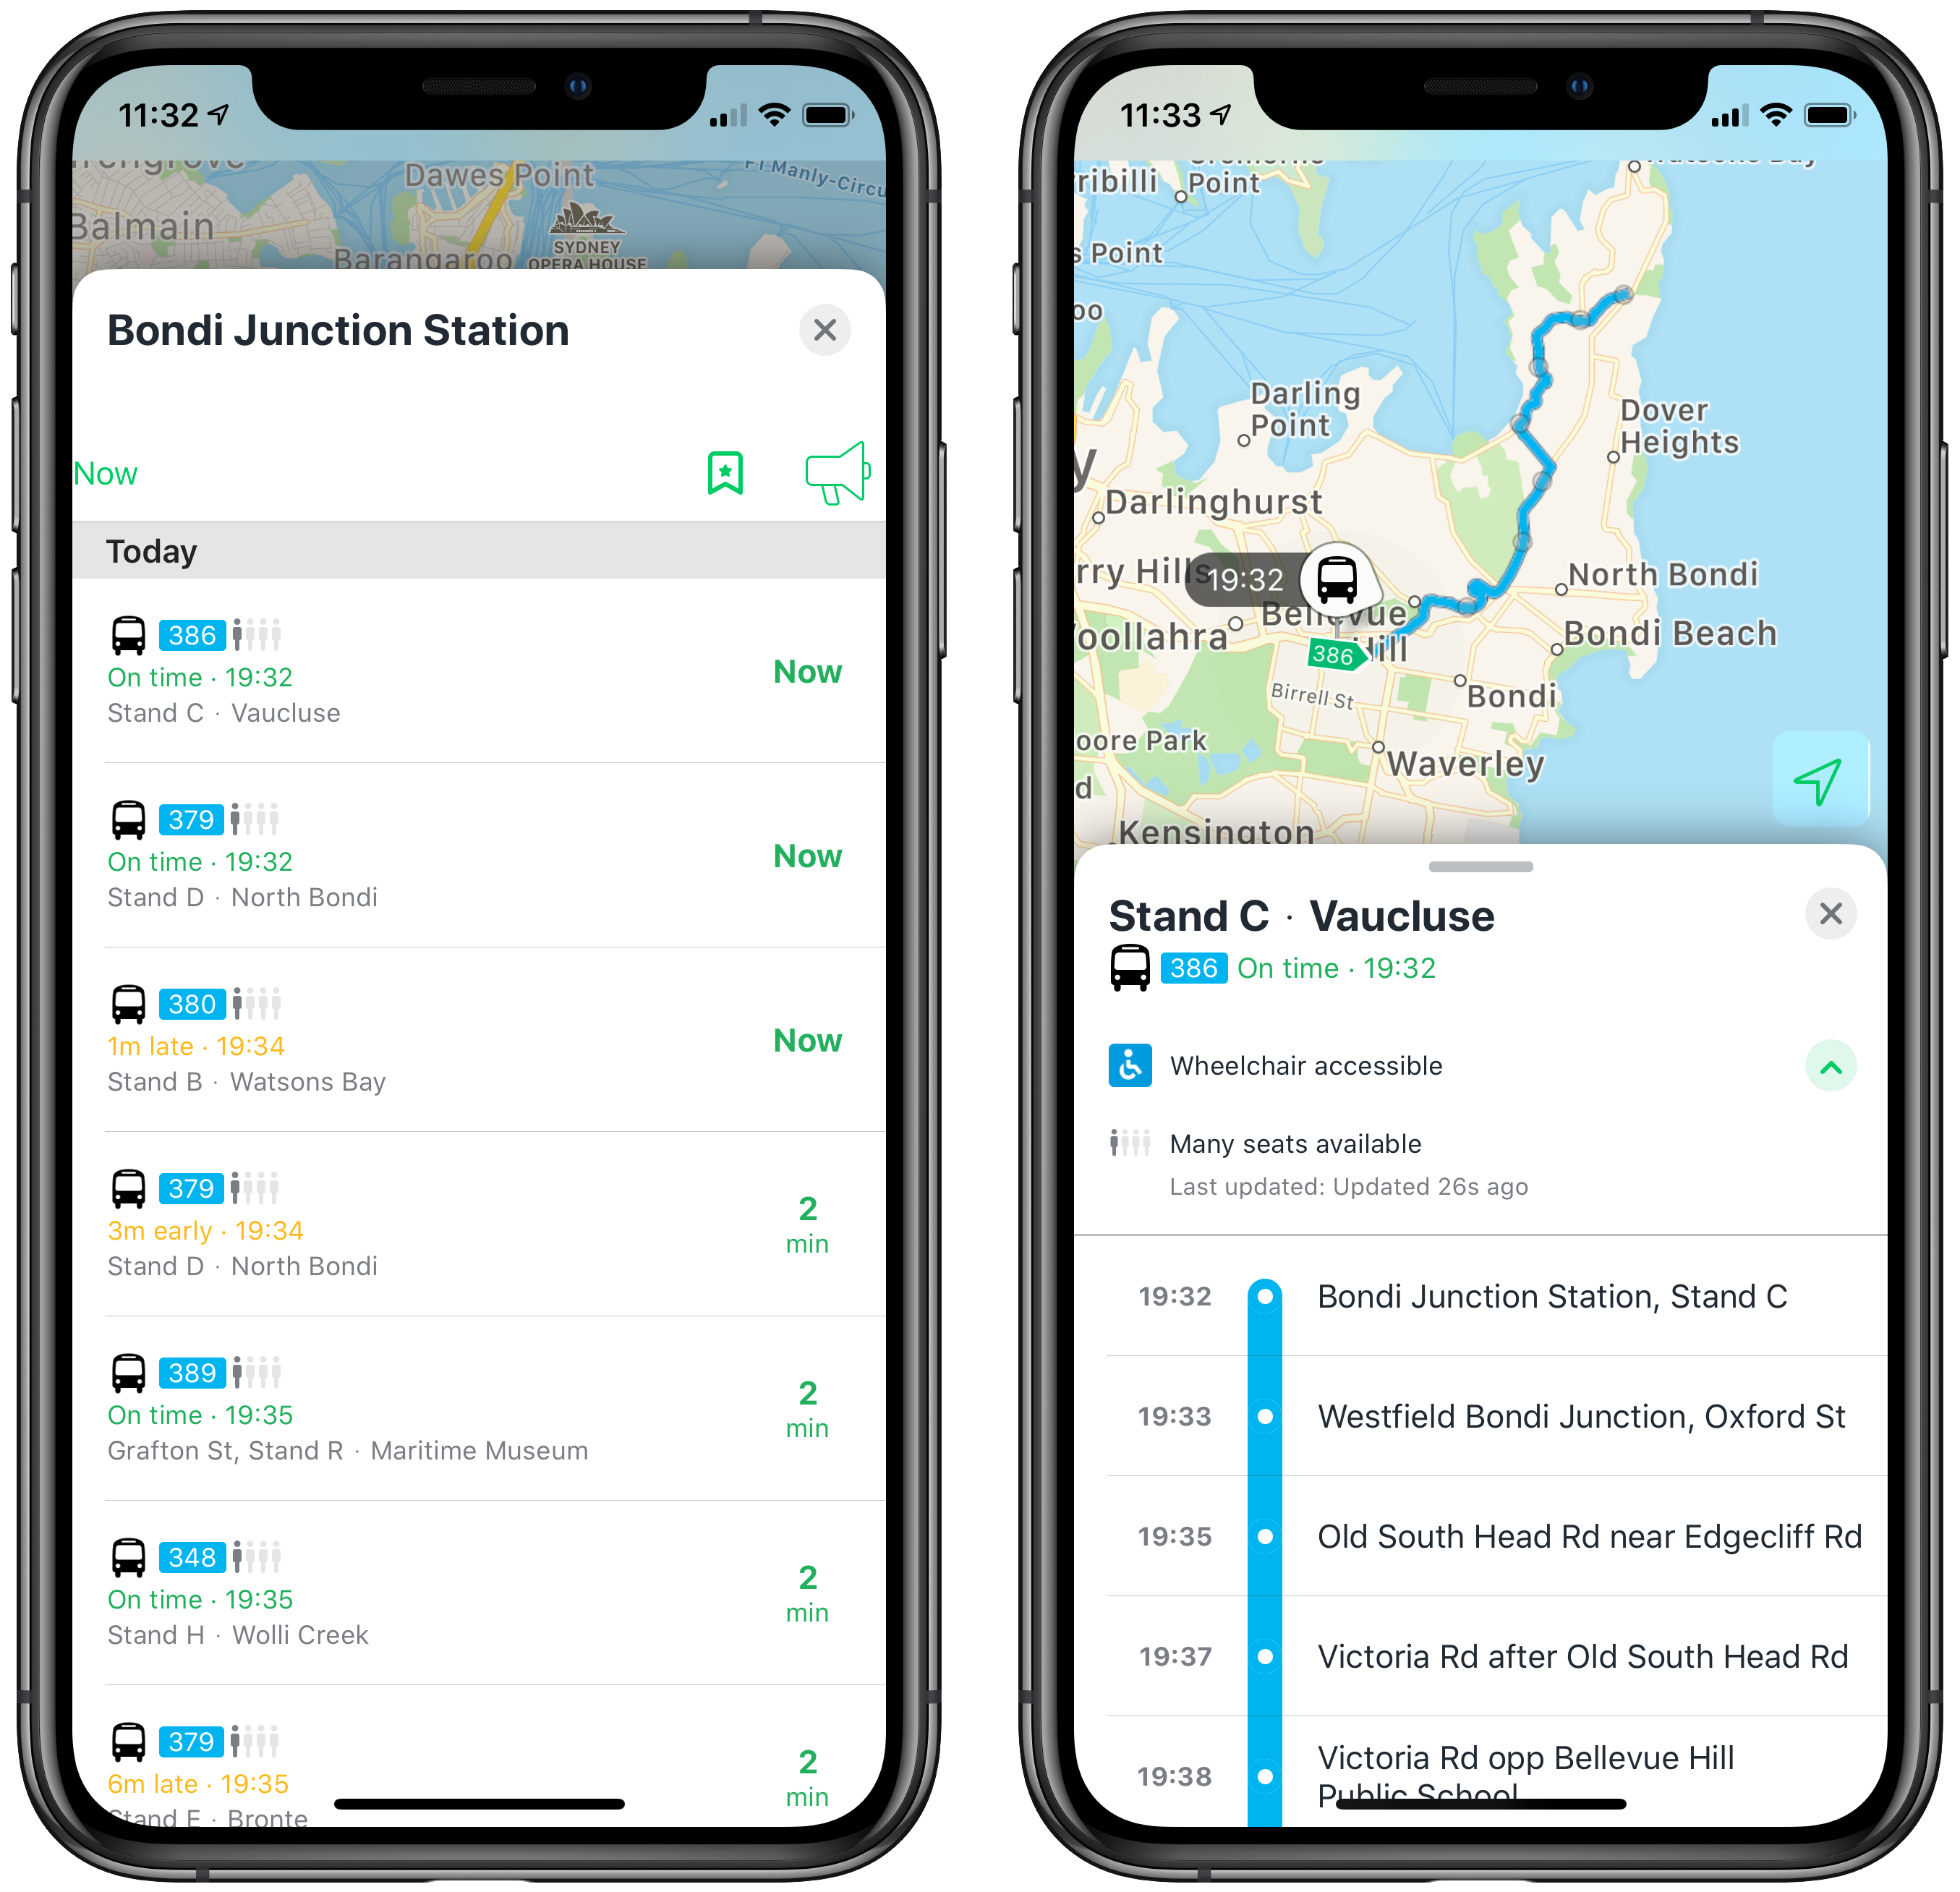 11:32
Dawes Point
F1 Manly-Circu
Balmain
SYDNEY
OPERA HOUSE
Barangaroo
Bondi Junction Station
Now
Today
386
On time · 19:32
Stand C · Vaucluse
Now
379
On time · 19:32
Stand D · North Bondi
Now
380
1m late · 19:34
Stand B · Watsons Bay
Now
379
3m early · 19:34
Stand D · North Bondi
2
min
389
On time · 19:35
Grafton St, Stand R · Maritime Museum
2
min
348
On time · 19:35
Stand H · Wolli Creek
2
min
379
6m late · 19:35
Stand E · Bronte
2
min
11:33
Watsons Bay
rribilli
Point
s Point
oo
Darling
Point
Dover
Heights
y
Darlinghurst
rry Hills
19:32
North Bondi
Bellevue
Hill
oollahra
386
Bondi Beach
Birrell St
Bondi
oore Park
Waverley
d
Kensington
Stand C · Vaucluse
386 On time · 19:32
Wheelchair accessible
Many seats available
Last updated: Updated 26s ago
19:32 Bondi Junction Station, Stand C
19:33 Westfield Bondi Junction, Oxford St
19:35 Old South Head Rd near Edgecliff Rd
19:37 Victoria Rd after Old South Head Rd
19:38 Victoria Rd opp Bellevue Hill
Public School